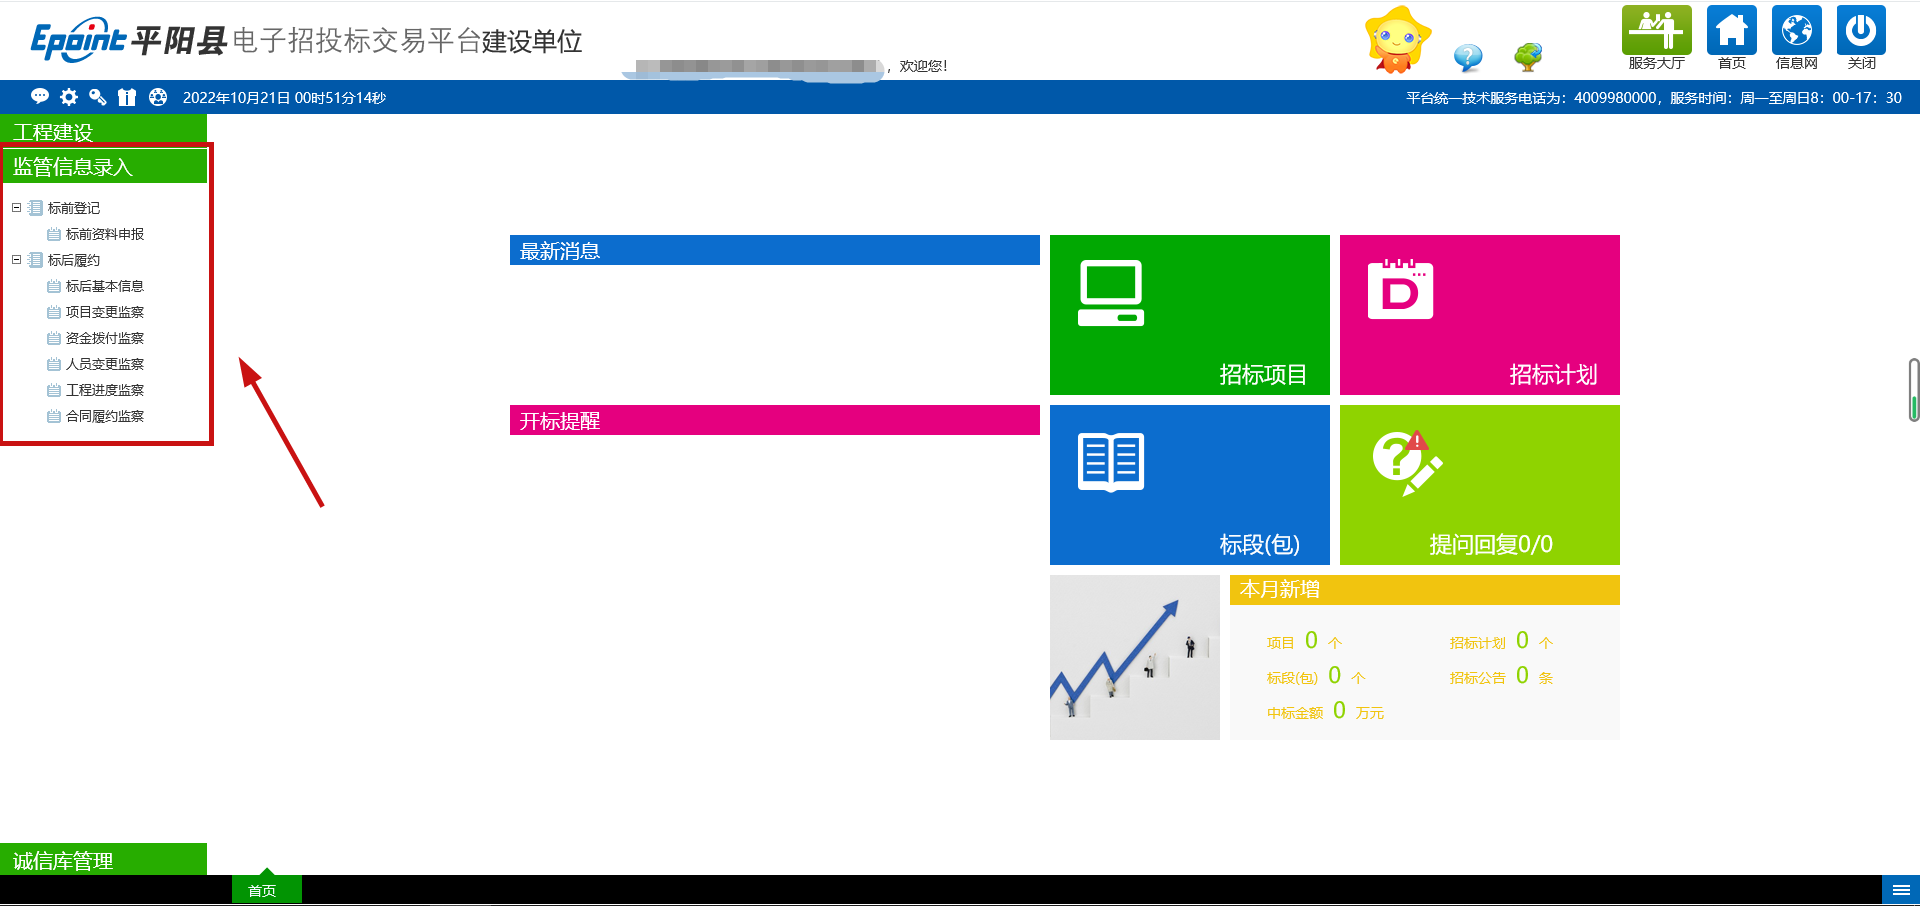 Epoint 平阳县 电子招投标交易平台建设单位
，欢迎您！
服务大厅 首页 信息网 关闭
2022年10月21日 00时51分14秒
平台统一技术服务电话为：4009980000，服务时间：周一至周日8：00-17：30
工程建设
监管信息录入
标前登记
标前资料申报
标后履约
标后基本信息
项目变更监察
资金拨付监察
人员变更监察
工程进度监察
合同履约监察
最新消息
开标提醒
招标项目
D
招标计划
标段(包)
提问回复0/0
本月新增
项目 0 个
招标计划 0 个
标段(包) 0 个
招标公告 0 条
中标金额 0 万元
诚信库管理
首页